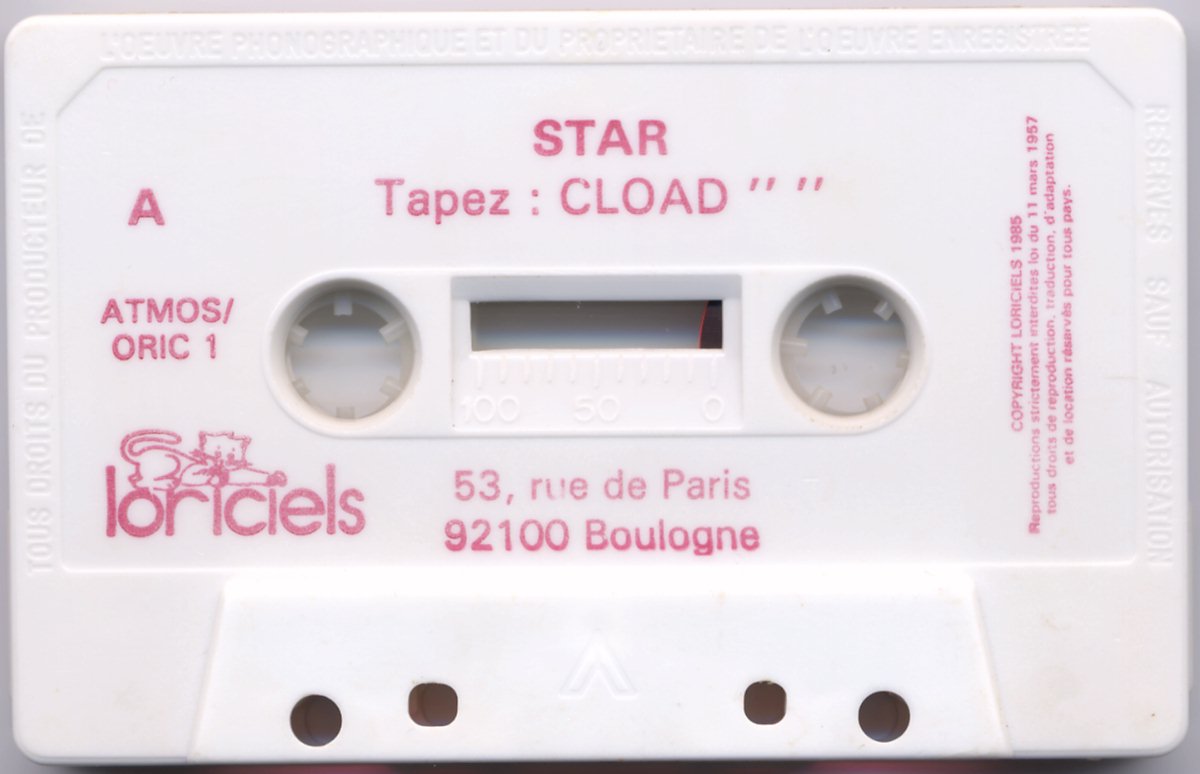 L'OEUVRE PHONOGRAPHIQUE ET DU PROPRIETAIRE DE L'OEUVRE ENREGISTREE
RESERVES SAUF AUTORISATION
TOUS DROITS DU PRODUCTEUR DE
STAR
Tapez : CLOAD " "
A
ATMOS/
ORIC 1
100 50 0
loriciels
53, rue de Paris
92100 Boulogne
COPYRIGHT LORICIELS 1985
Reproductions strictement interdites loi du 11 mars 1957
tous droits de reproduction, traduction, d'adaptation
et de location réservés pour tous pays.